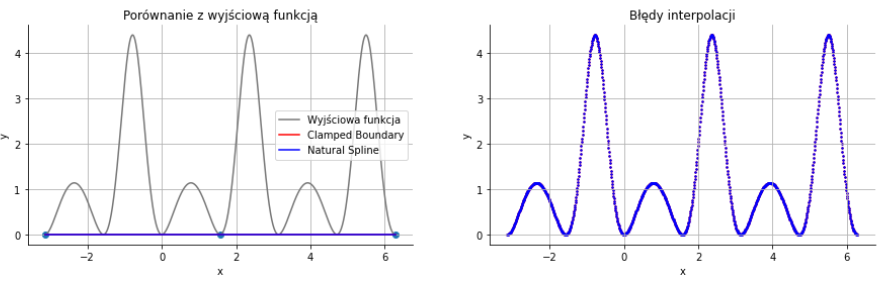 Porównanie z wyjściową funkcją
4
3
2
1
0
y
−2
0
2
4
6
x
Wyjściowa funkcja
Clamped Boundary
Natural Spline
Błędy interpolacji
4
3
2
1
0
y
−2
0
2
4
6
x